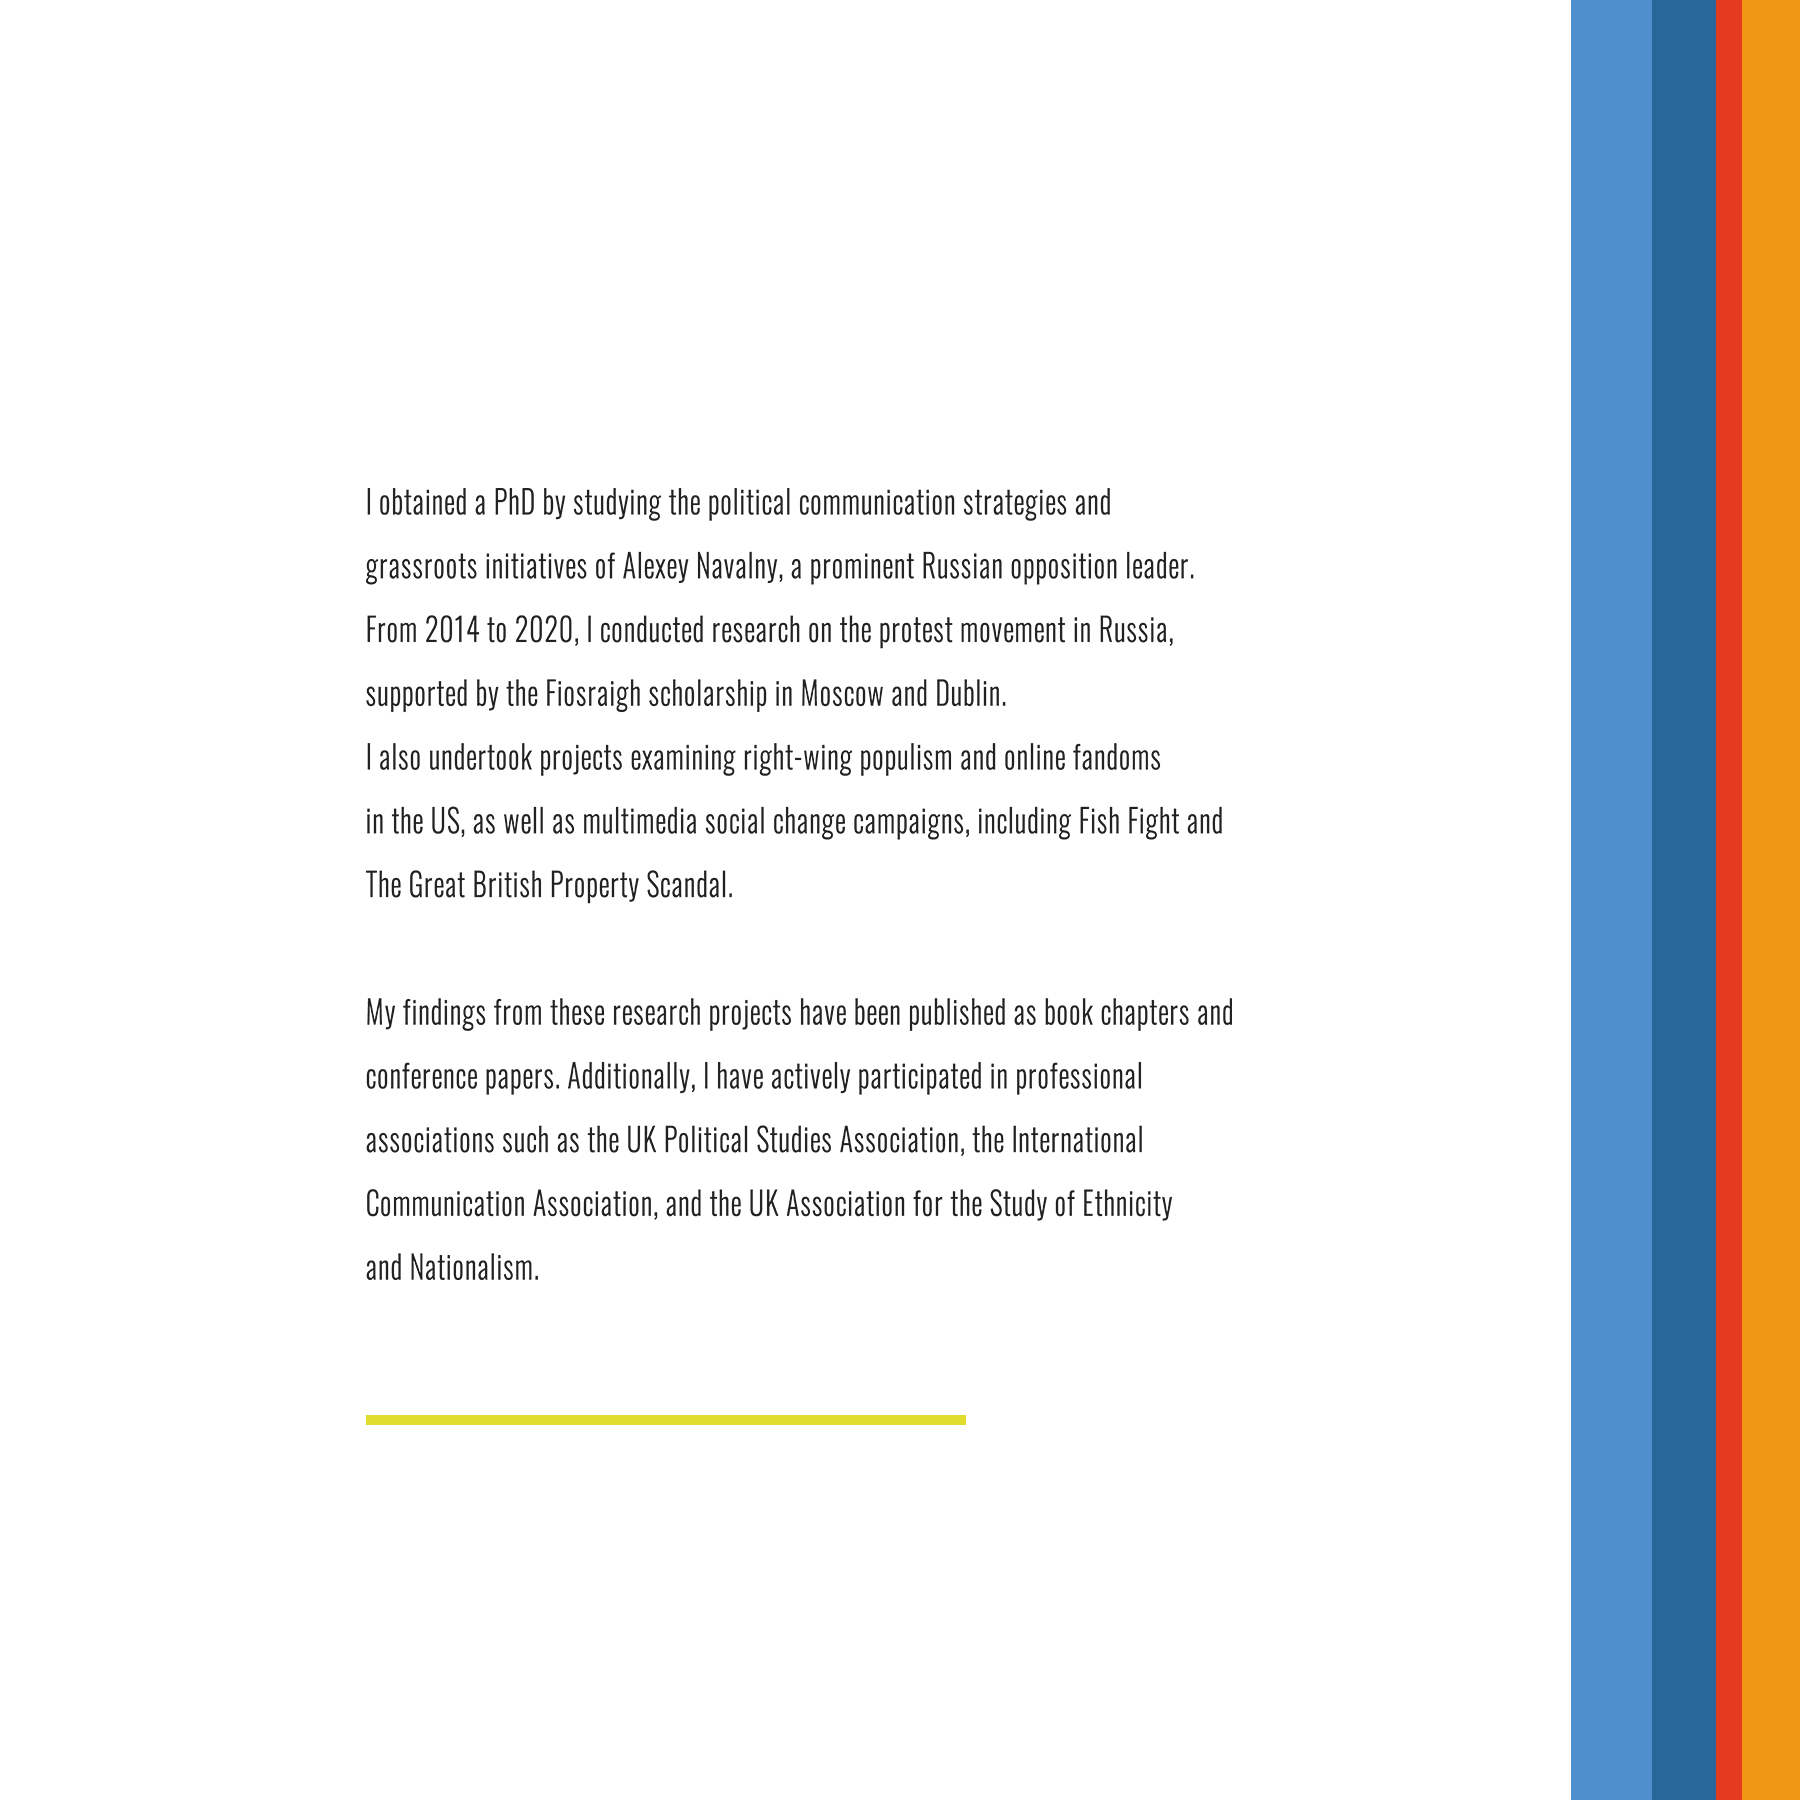 I obtained a PhD by studying the political communication strategies and
grassroots initiatives of Alexey Navalny, a prominent Russian opposition leader.
From 2014 to 2020, I conducted research on the protest movement in Russia,
supported by the Fiosraigh scholarship in Moscow and Dublin.
I also undertook projects examining right-wing populism and online fandoms
in the US, as well as multimedia social change campaigns, including Fish Fight and
The Great British Property Scandal.
My findings from these research projects have been published as book chapters and
conference papers. Additionally, I have actively participated in professional
associations such as the UK Political Studies Association, the International
Communication Association, and the UK Association for the Study of Ethnicity
and Nationalism.